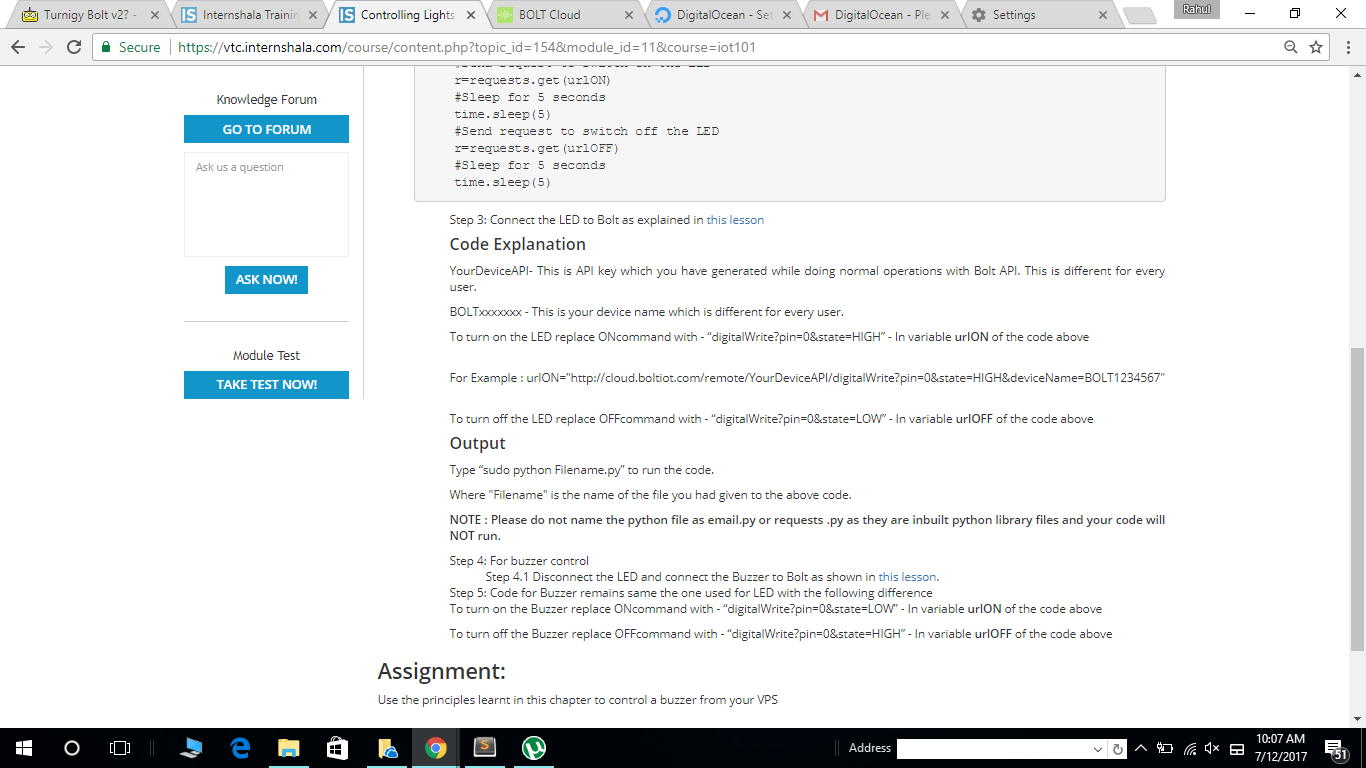 Turnigy Bolt v2? -
Internshala Trainin
Controlling Lights
BOLT Cloud
DigitalOcean - Set
DigitalOcean - Ple
Settings
Rahul
Secure
https://vtc.internshala.com/course/content.php?topic_id=154&module_id=11&course=iot101
Knowledge Forum
GO TO FORUM
Ask us a question
ASK NOW!
Module Test
TAKE TEST NOW!
#Send request to switch on the LED
r=requests.get(urlON)
#Sleep for 5 seconds
time.sleep(5)
#Send request to switch off the LED
r=requests.get(urlOFF)
#Sleep for 5 seconds
time.sleep(5)
Step 3: Connect the LED to Bolt as explained in this lesson
Code Explanation
YourDeviceAPI- This is API key which you have generated while doing normal operations with Bolt API. This is different for every
user.
BOLTxxxxxxx - This is your device name which is different for every user.
To turn on the LED replace ONcommand with - “digitalWrite?pin=0&state=HIGH” - In variable urlON of the code above
For Example : urlON="http://cloud.boltiot.com/remote/YourDeviceAPI/digitalWrite?pin=0&state=HIGH&deviceName=BOLT1234567"
To turn off the LED replace OFFcommand with - “digitalWrite?pin=0&state=LOW” - In variable urlOFF of the code above
Output
Type “sudo python Filename.py” to run the code.
Where "Filename" is the name of the file you had given to the above code.
NOTE : Please do not name the python file as email.py or requests .py as they are inbuilt python library files and your code will
NOT run.
Step 4: For buzzer control
Step 4.1 Disconnect the LED and connect the Buzzer to Bolt as shown in this lesson.
Step 5: Code for Buzzer remains same the one used for LED with the following difference
To turn on the Buzzer replace ONcommand with - “digitalWrite?pin=0&state=LOW” - In variable urlON of the code above
To turn off the Buzzer replace OFFcommand with - “digitalWrite?pin=0&state=HIGH” - In variable urlOFF of the code above
Assignment:
Use the principles learnt in this chapter to control a buzzer from your VPS
Address
10:07 AM
7/12/2017
51